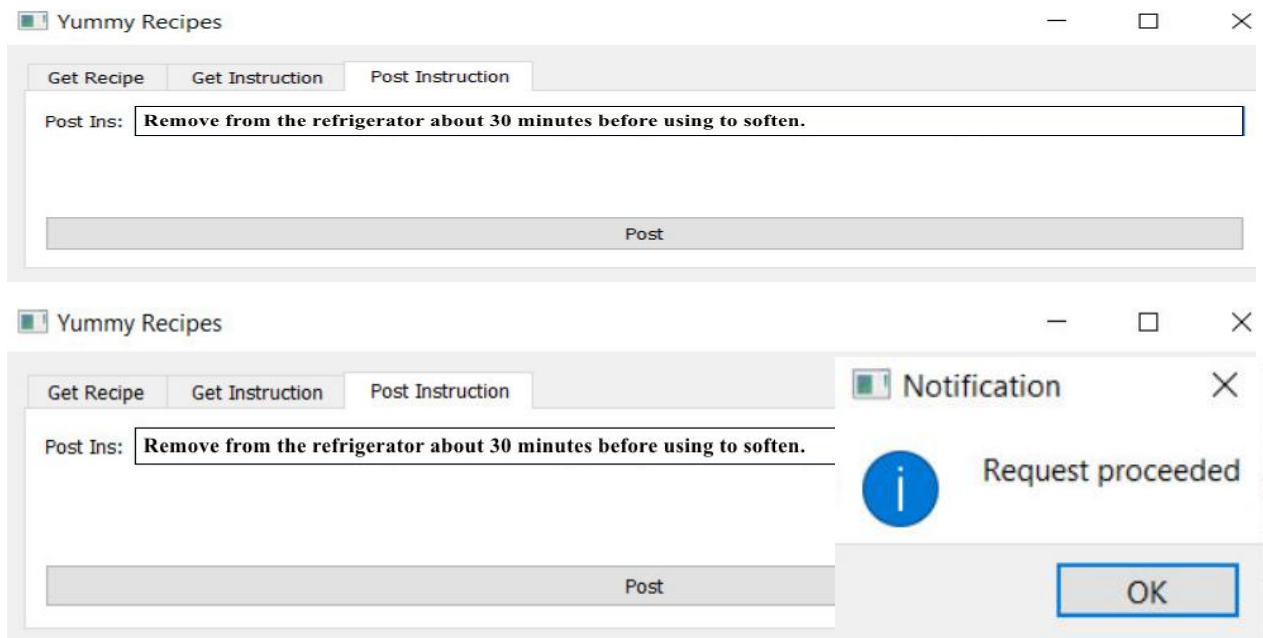 Yummy Recipes
Get Recipe Get Instruction Post Instruction
Post Ins: Remove from the refrigerator about 30 minutes before using to soften.
Post
Yummy Recipes
Get Recipe Get Instruction Post Instruction
Post Ins: Remove from the refrigerator about 30 minutes before using to soften.
Post
Notification
Request proceeded
OK